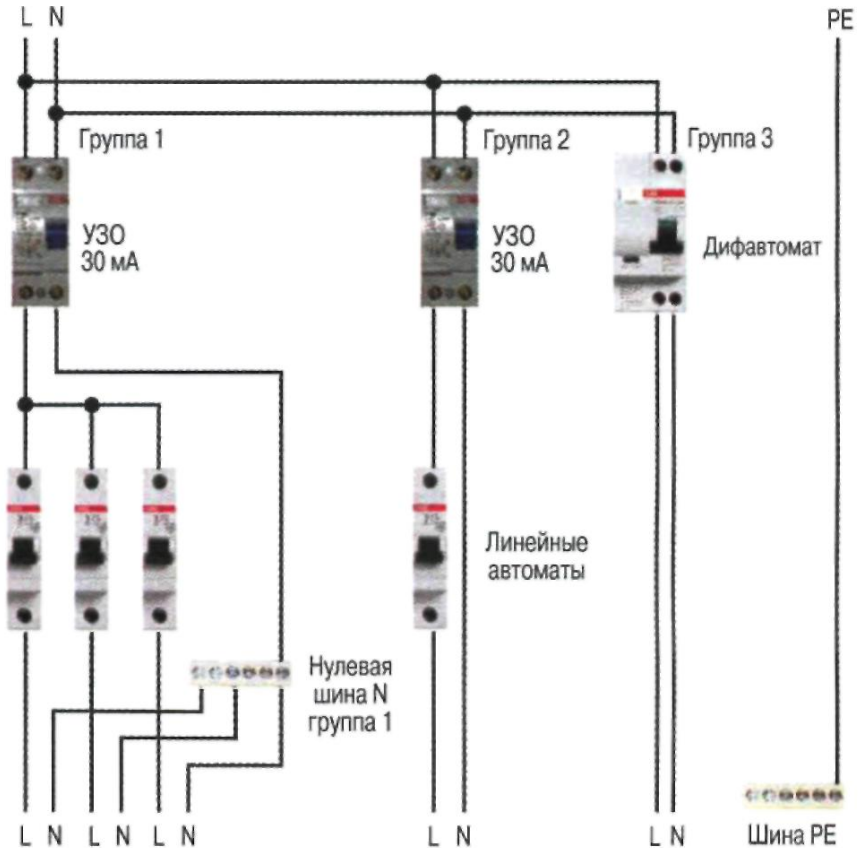 L N
PE
Группа 1
Группа 2
Группа 3
УЗО
30 мА
УЗО
30 мА
Дифавтомат
Линейные
автоматы
Нулевая
шина N
группа 1
L N L N L N
L N
L N
Шина PE